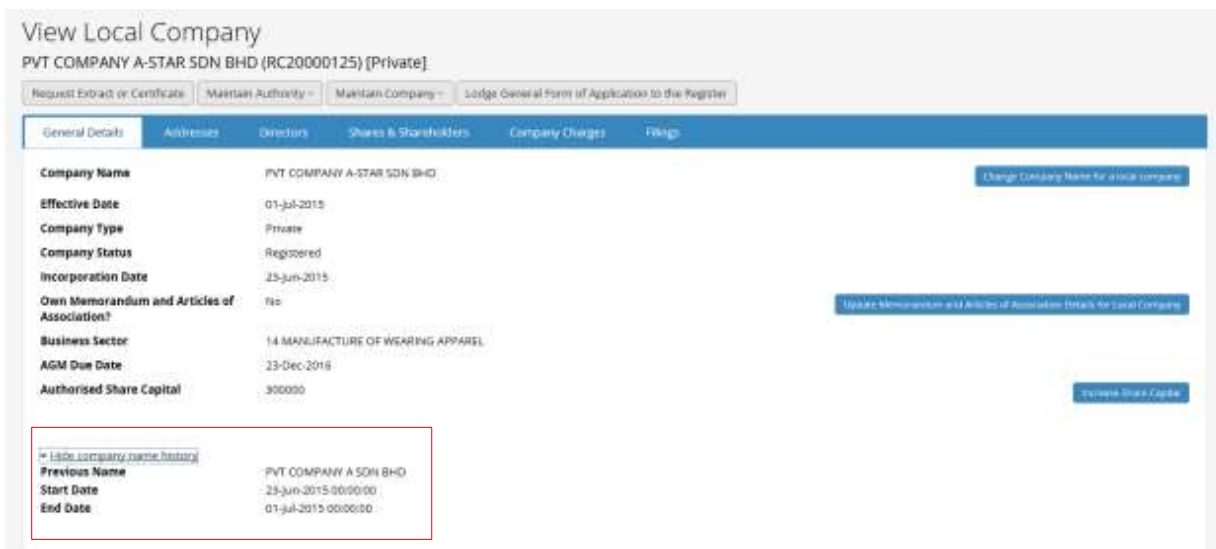 View Local Company
PVT COMPANY A-STAR SDN BHD (RC20000125) [Private]
Request Extract or Certificate Maintain Authority Maintain Company Lodge General Form of Application to the Register
General Details Addresses Directors Shares & Shareholders Company Charges Filings
Company Name PVT COMPANY A-STAR SDN BHD Change Company Name for a local company
Effective Date 01-Jul-2015
Company Type Private
Company Status Registered
Incorporation Date 23-Jun-2015
Own Memorandum and Articles of No Update Memorandum and Articles of Association Details for Local Company
Association?
Business Sector 14 MANUFACTURE OF WEARING APPAREL
AGM Due Date 23-Dec-2016
Authorised Share Capital 300000 Increase Share Capital
Hide company name history
Previous Name PVT COMPANY A SDN BHD
Start Date 23-Jun-2015 00:00:00
End Date 01-Jul-2015 00:00:00